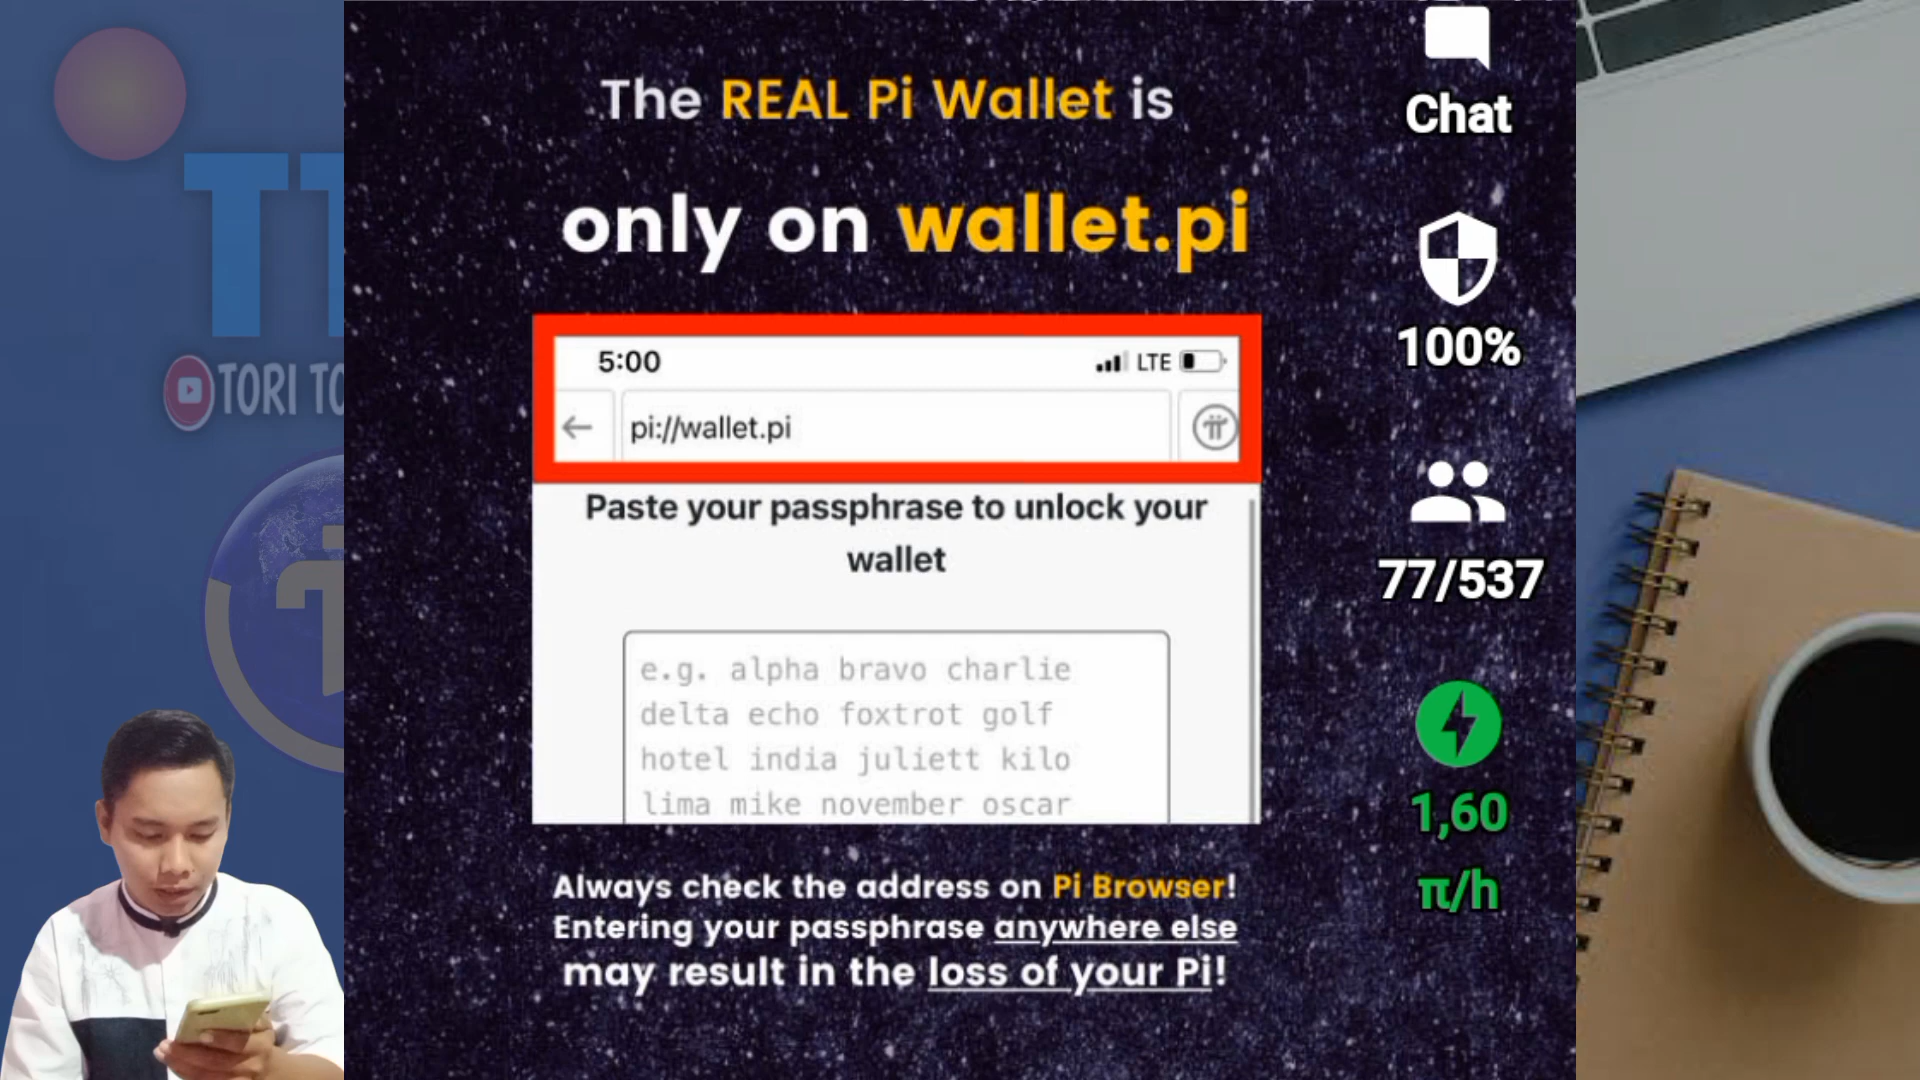 The REAL Pi Wallet is
only on wallet.pi
5:00
LTE
pi://wallet.pi
Paste your passphrase to unlock your
wallet
e.g. alpha bravo charlie
delta echo foxtrot golf
hotel india juliett kilo
lima mike november oscar
Always check the address on Pi Browser!
Entering your passphrase anywhere else
may result in the loss of your Pi!
Chat
100%
77/537
1,60
π/h
TORI